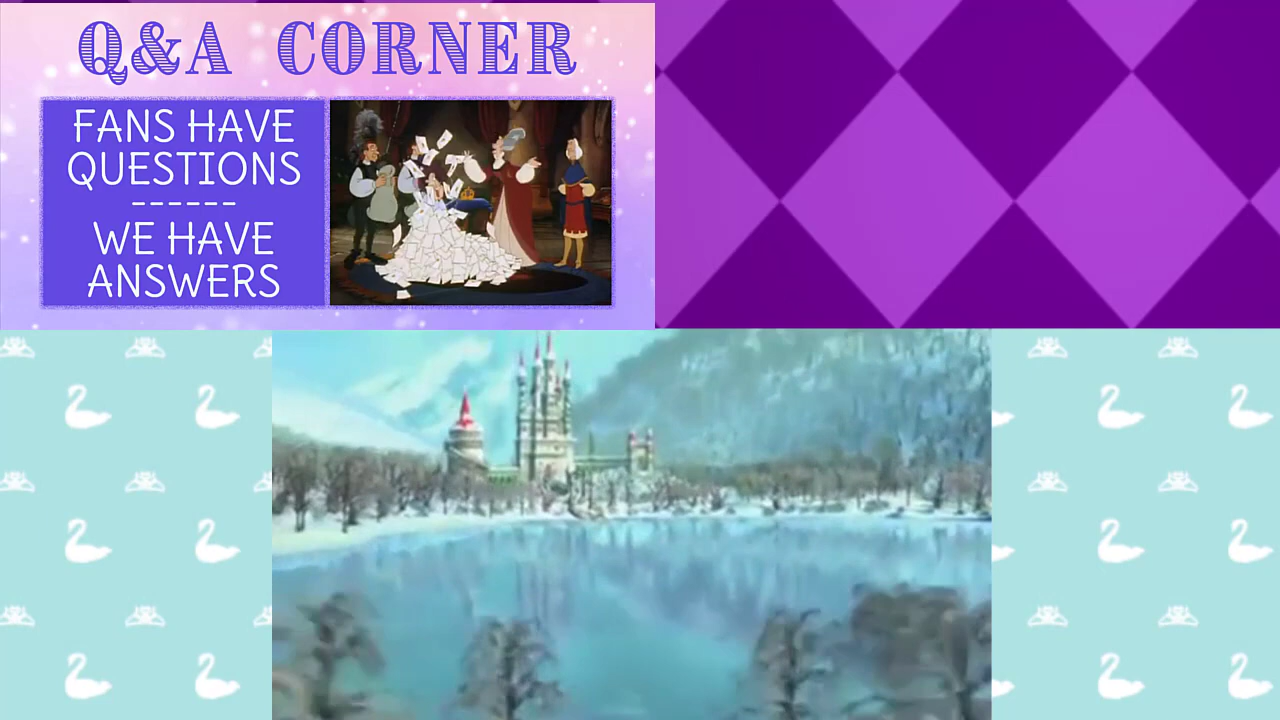 Q&A CORNER
FANS HAVE
QUESTIONS
------
WE HAVE
ANSWERS